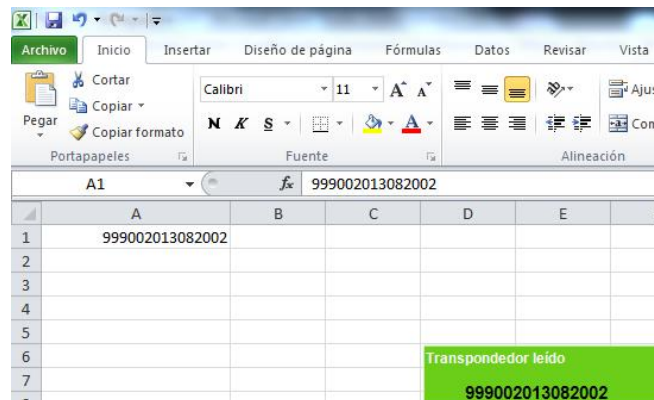 Archivo Inicio Insertar Diseño de página Fórmulas Datos Revisar Vista
Pegar
Cortar
Copiar
Copiar formato
Portapapeles
Calibri 11 A A
N K S A
Fuente
Alineación
A1 fx 999002013082002
A B C D E
1 999002013082002
2
3
4
5
6
7
Transpondedor leído
999002013082002